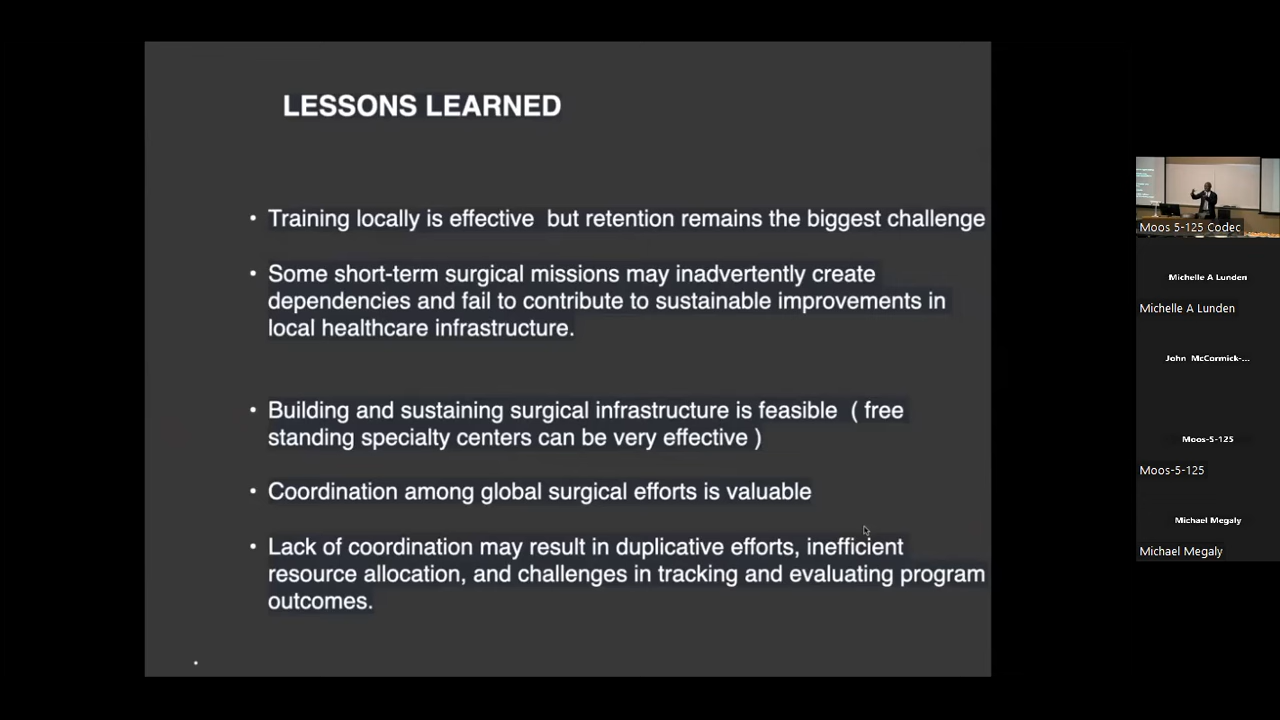 LESSONS LEARNED
• Training locally is effective  but retention remains the biggest challenge
• Some short-term surgical missions may inadvertently create
dependencies and fail to contribute to sustainable improvements in
local healthcare infrastructure.
• Building and sustaining surgical infrastructure is feasible  ( free
standing specialty centers can be very effective )
• Coordination among global surgical efforts is valuable
• Lack of coordination may result in duplicative efforts, inefficient
resource allocation, and challenges in tracking and evaluating program
outcomes.
Moos 5-125 Codec
Michelle A Lunden
Michelle A Lunden
John McCormick-...
Moos-5-125
Moos-5-125
Michael Megaly
Michael Megaly